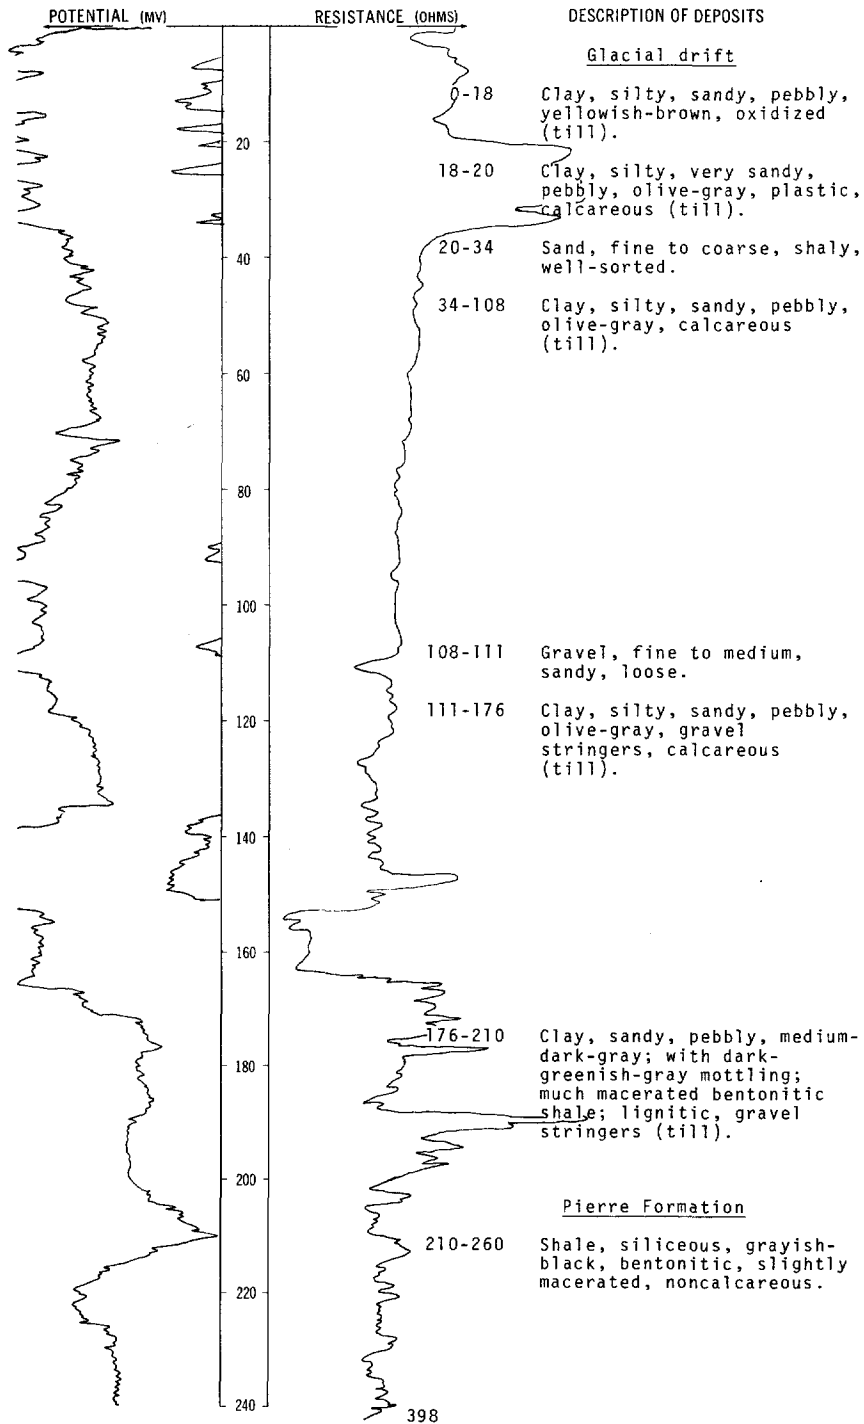 POTENTIAL (MV) RESISTANCE (OHMS) DESCRIPTION OF DEPOSITS
Glacial drift
0-18 Clay, silty, sandy, pebbly,
yellowish-brown, oxidized
(till).
20
18-20 Clay, silty, very sandy,
pebbly, olive-gray, plastic,
calcareous (till).
20-34 Sand, fine to coarse, shaly,
well-sorted.
40
34-108 Clay, silty, sandy, pebbly,
olive-gray, calcareous
(till).
60
80
100
108-111 Gravel, fine to medium,
sandy, loose.
111-176 Clay, silty, sandy, pebbly,
olive-gray, gravel
stringers, calcareous
(till).
120
140
160
176-210 Clay, sandy, pebbly, medium-
dark-gray; with dark-
greenish-gray mottling;
much macerated bentonitic
shale; lignitic, gravel
stringers (till).
180
200
Pierre Formation
210-260 Shale, siliceous, grayish-
black, bentonitic, slightly
macerated, noncalcareous.
220
240
398